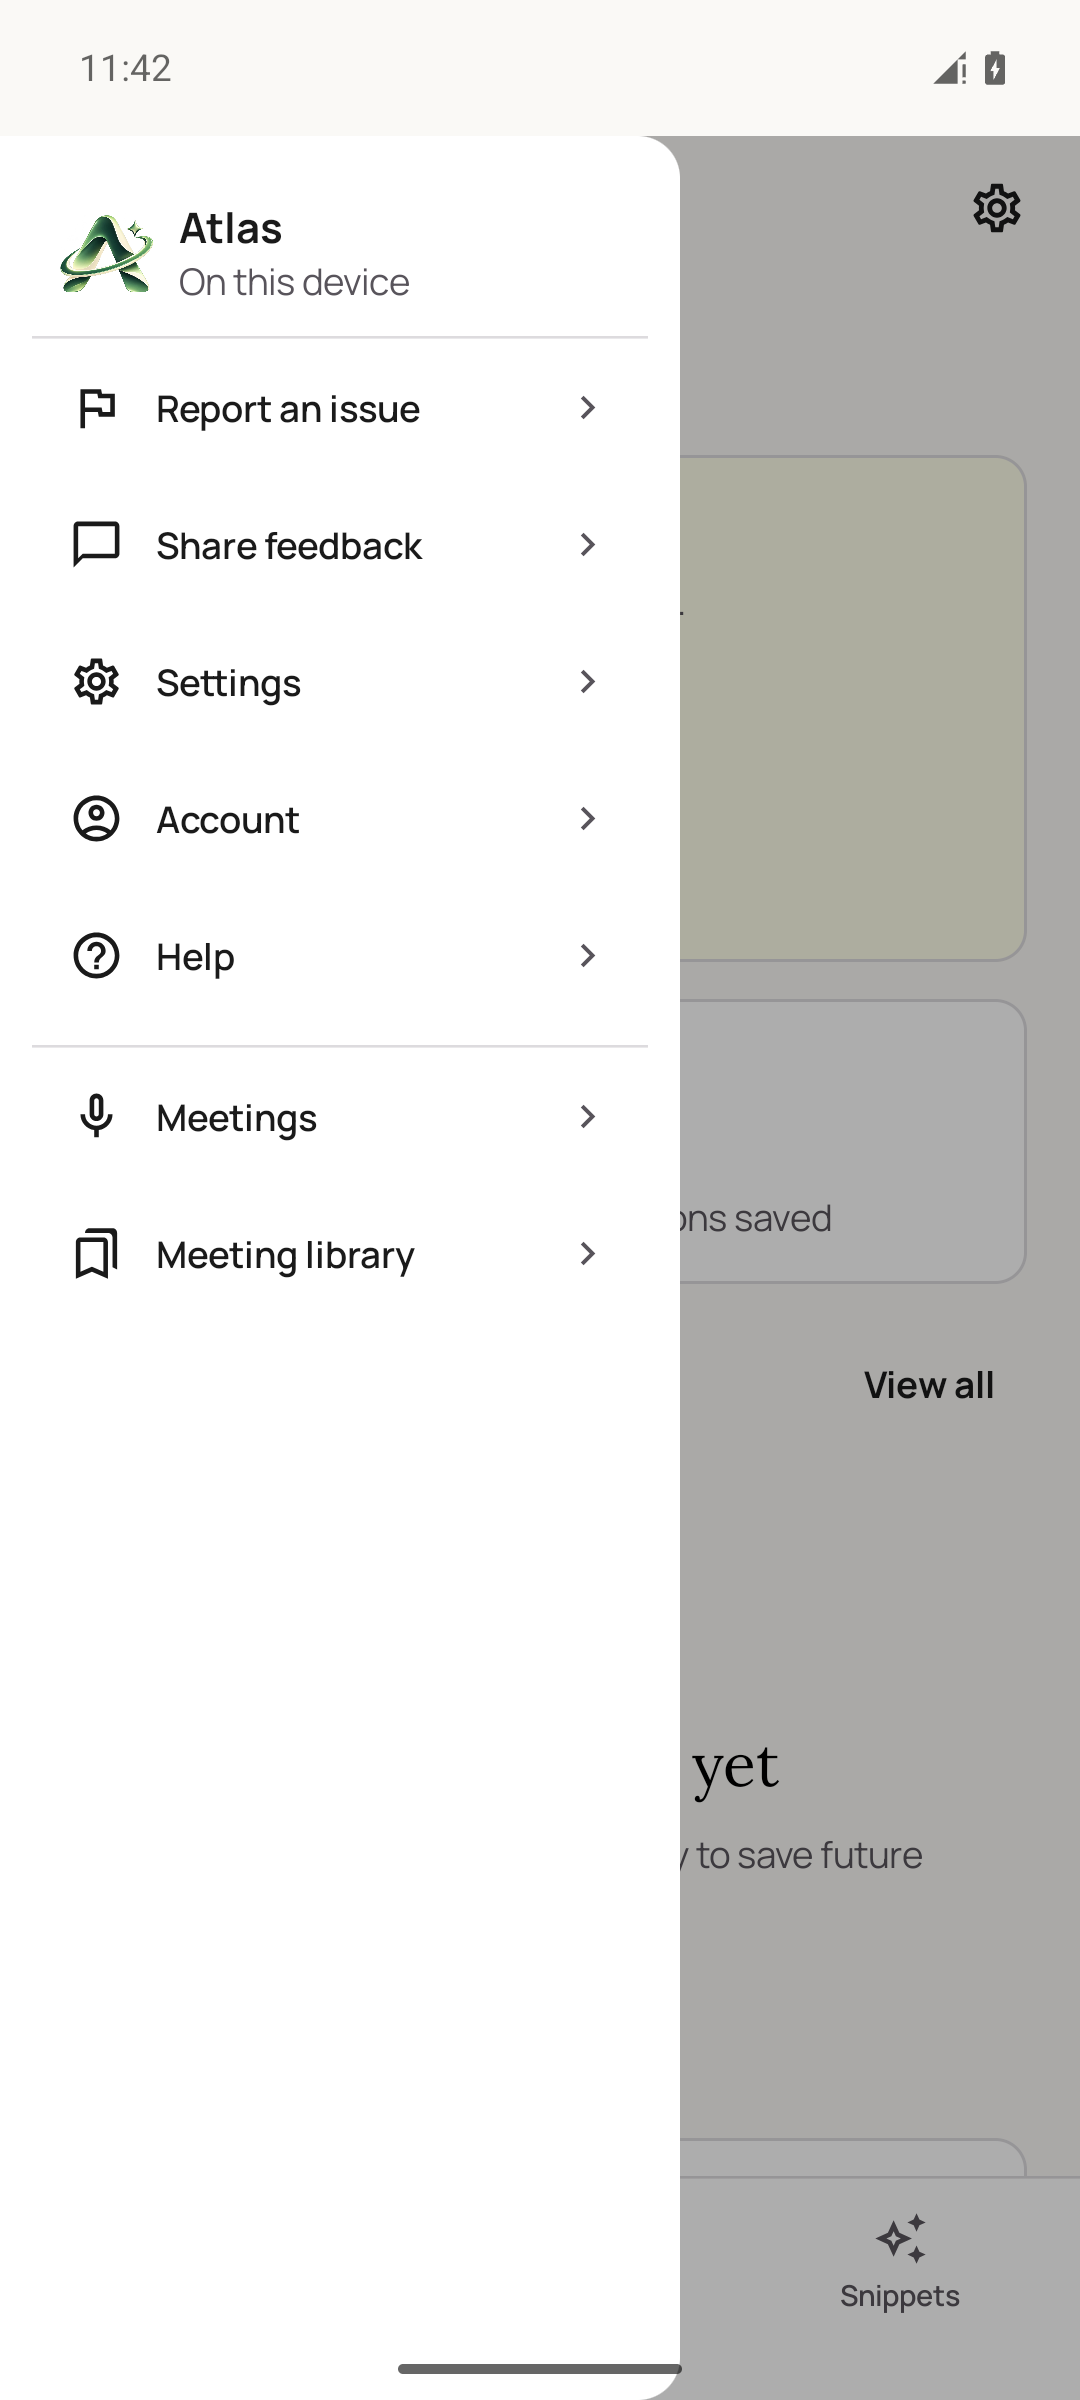 11:42
Atlas
On this device
Report an issue
Share feedback
Settings
Account
Help
Meetings
Meeting library
saved
View all
yet
to save future
Snippets